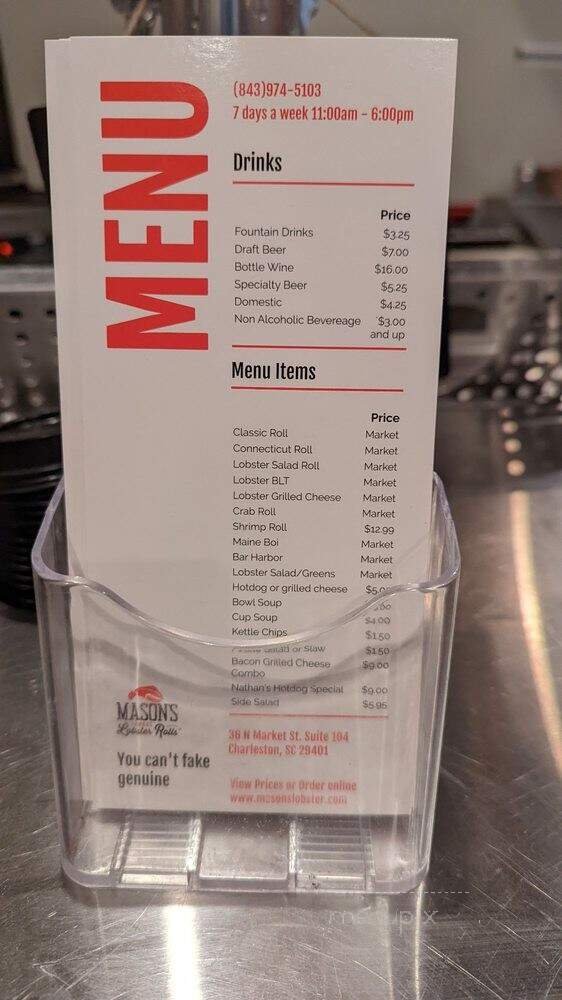 MENU
(843)974-5103
7 days a week 11:00am - 6:00pm
Drinks
Price
Fountain Drinks $3.25
Draft Beer $7.00
Bottle Wine $16.00
Specialty Beer $5.25
Domestic $4.25
Non Alcoholic Bevereage $3.00
and up
Menu Items
Price
Classic Roll Market
Connecticut Roll Market
Lobster Salad Roll Market
Lobster BLT Market
Lobster Grilled Cheese Market
Crab Roll Market
Shrimp Roll $12.99
Maine Boi Market
Bar Harbor Market
Lobster Salad/Greens Market
Hotdog or grilled cheese
Bowl Soup
Cup Soup $4.00
Kettle Chips $1.50
Salad or Slaw $1.50
Bacon Grilled Cheese $9.00
Combo
Nathan's Hotdog Special $9.00
Side Salad $5.95
MASON'S
Lobster Rolls
You can't fake
genuine
36 N Market St. Suite 104
Charleston, SC 29401
View Prices or Order online
www.masonslobster.com